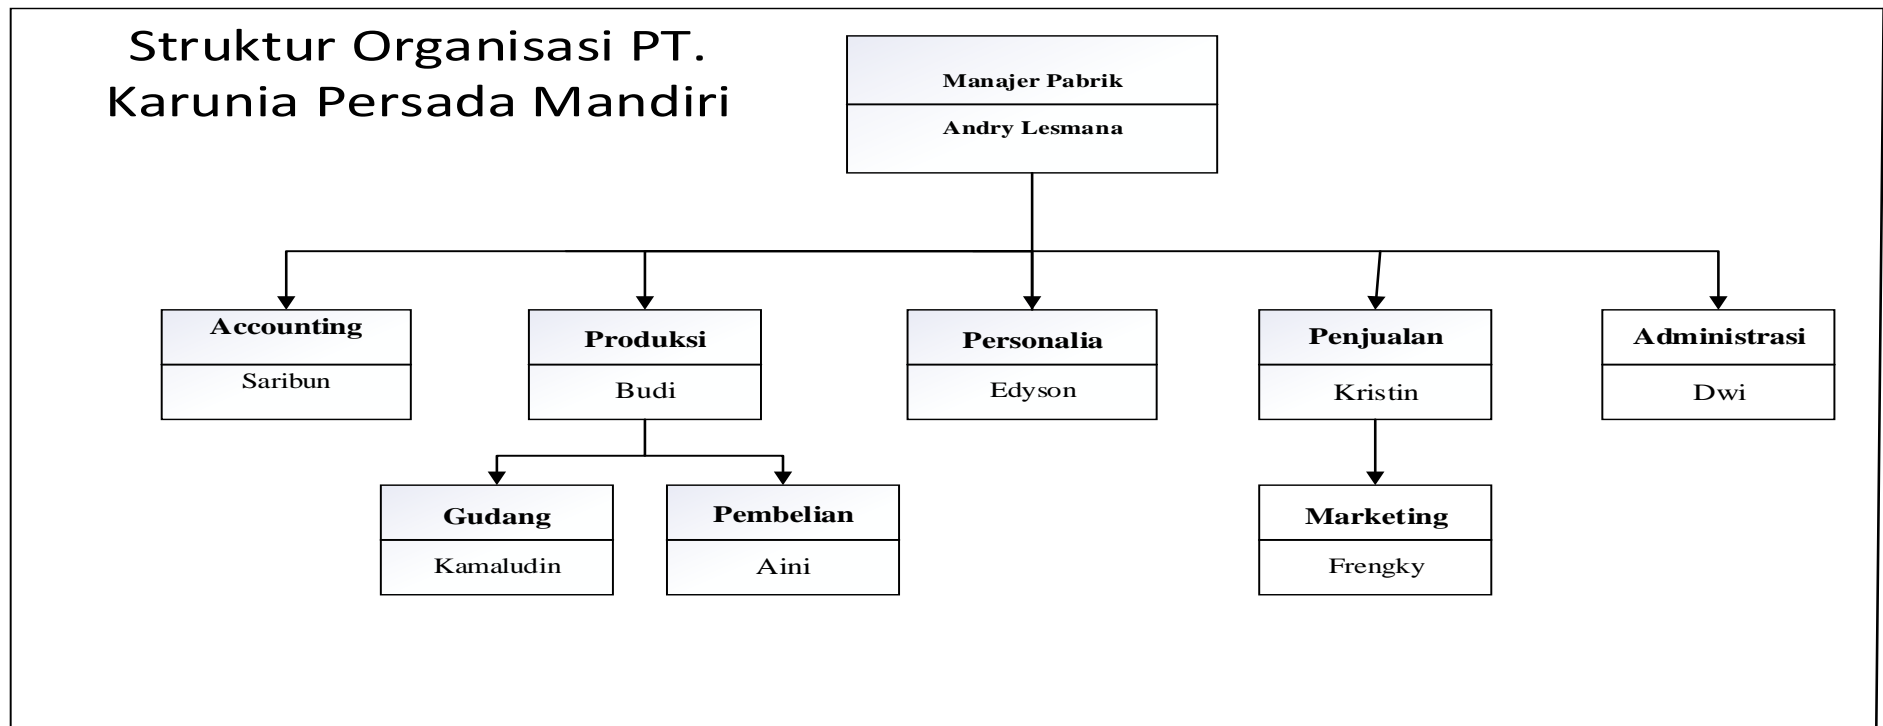 Struktur Organisasi PT.
Karunia Persada Mandiri
Manajer Pabrik
Andry Lesmana
Accounting
Saribun
Produksi
Budi
Personalia
Edyson
Penjualan
Kristin
Administrasi
Dwi
Gudang
Kamaludin
Pembelian
Aini
Marketing
Frengky